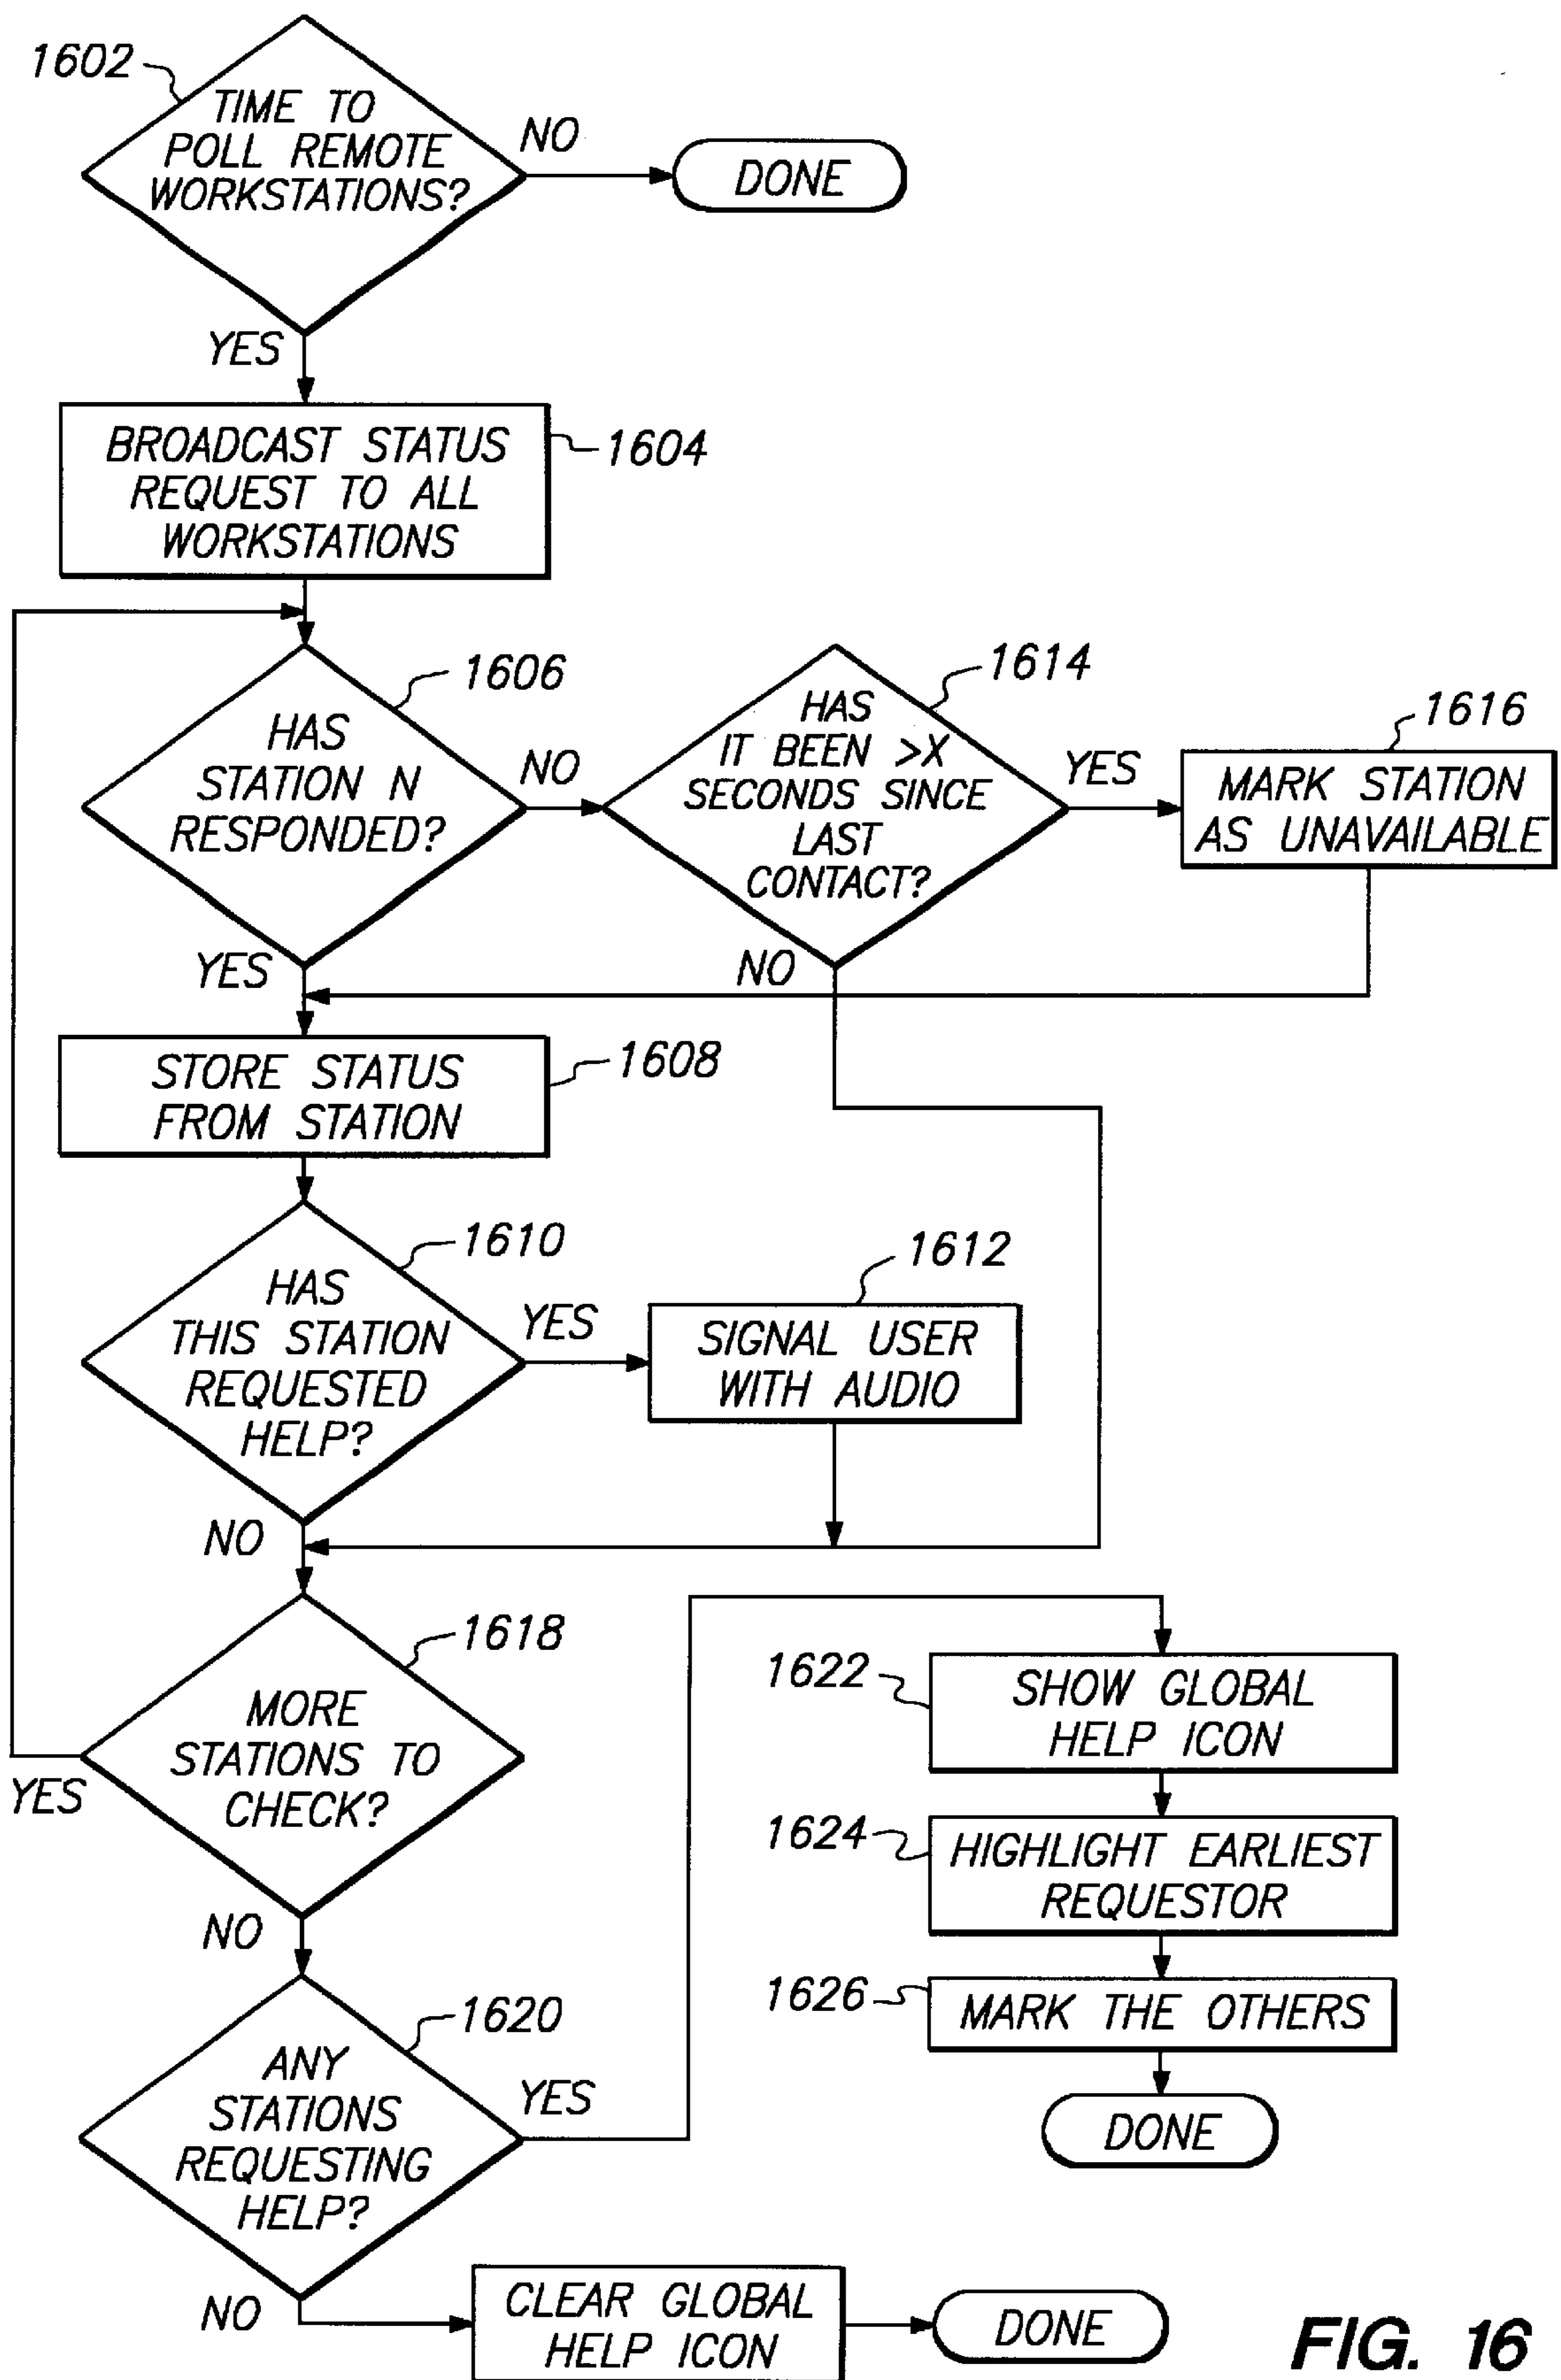 1602
TIME TO
POLL REMOTE
WORKSTATIONS?
NO
DONE
YES
BROADCAST STATUS
REQUEST TO ALL
WORKSTATIONS
1604
1606
HAS
STATION N
RESPONDED?
NO
1614
HAS
IT BEEN >X
SECONDS SINCE
LAST
CONTACT?
YES
1616
MARK STATION
AS UNAVAILABLE
YES
NO
STORE STATUS
FROM STATION
1608
1610
HAS
THIS STATION
REQUESTED
HELP?
YES
1612
SIGNAL USER
WITH AUDIO
NO
1618
MORE
STATIONS TO
CHECK?
YES
NO
1620
ANY
STATIONS
REQUESTING
HELP?
YES
1622
SHOW GLOBAL
HELP ICON
1624
HIGHLIGHT EARLIEST
REQUESTOR
1626
MARK THE OTHERS
DONE
NO
CLEAR GLOBAL
HELP ICON
DONE
FIG. 16